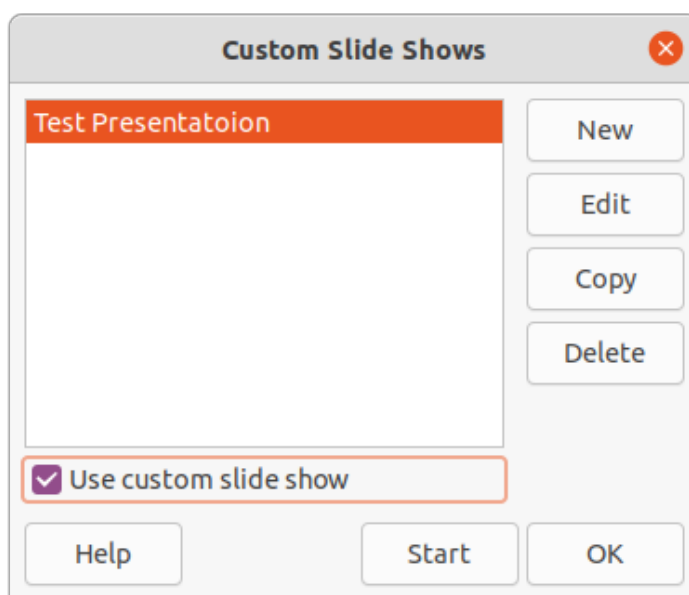 Custom Slide Shows
Test Presentatoion
New
Edit
Copy
Delete
Use custom slide show
Help
Start
OK